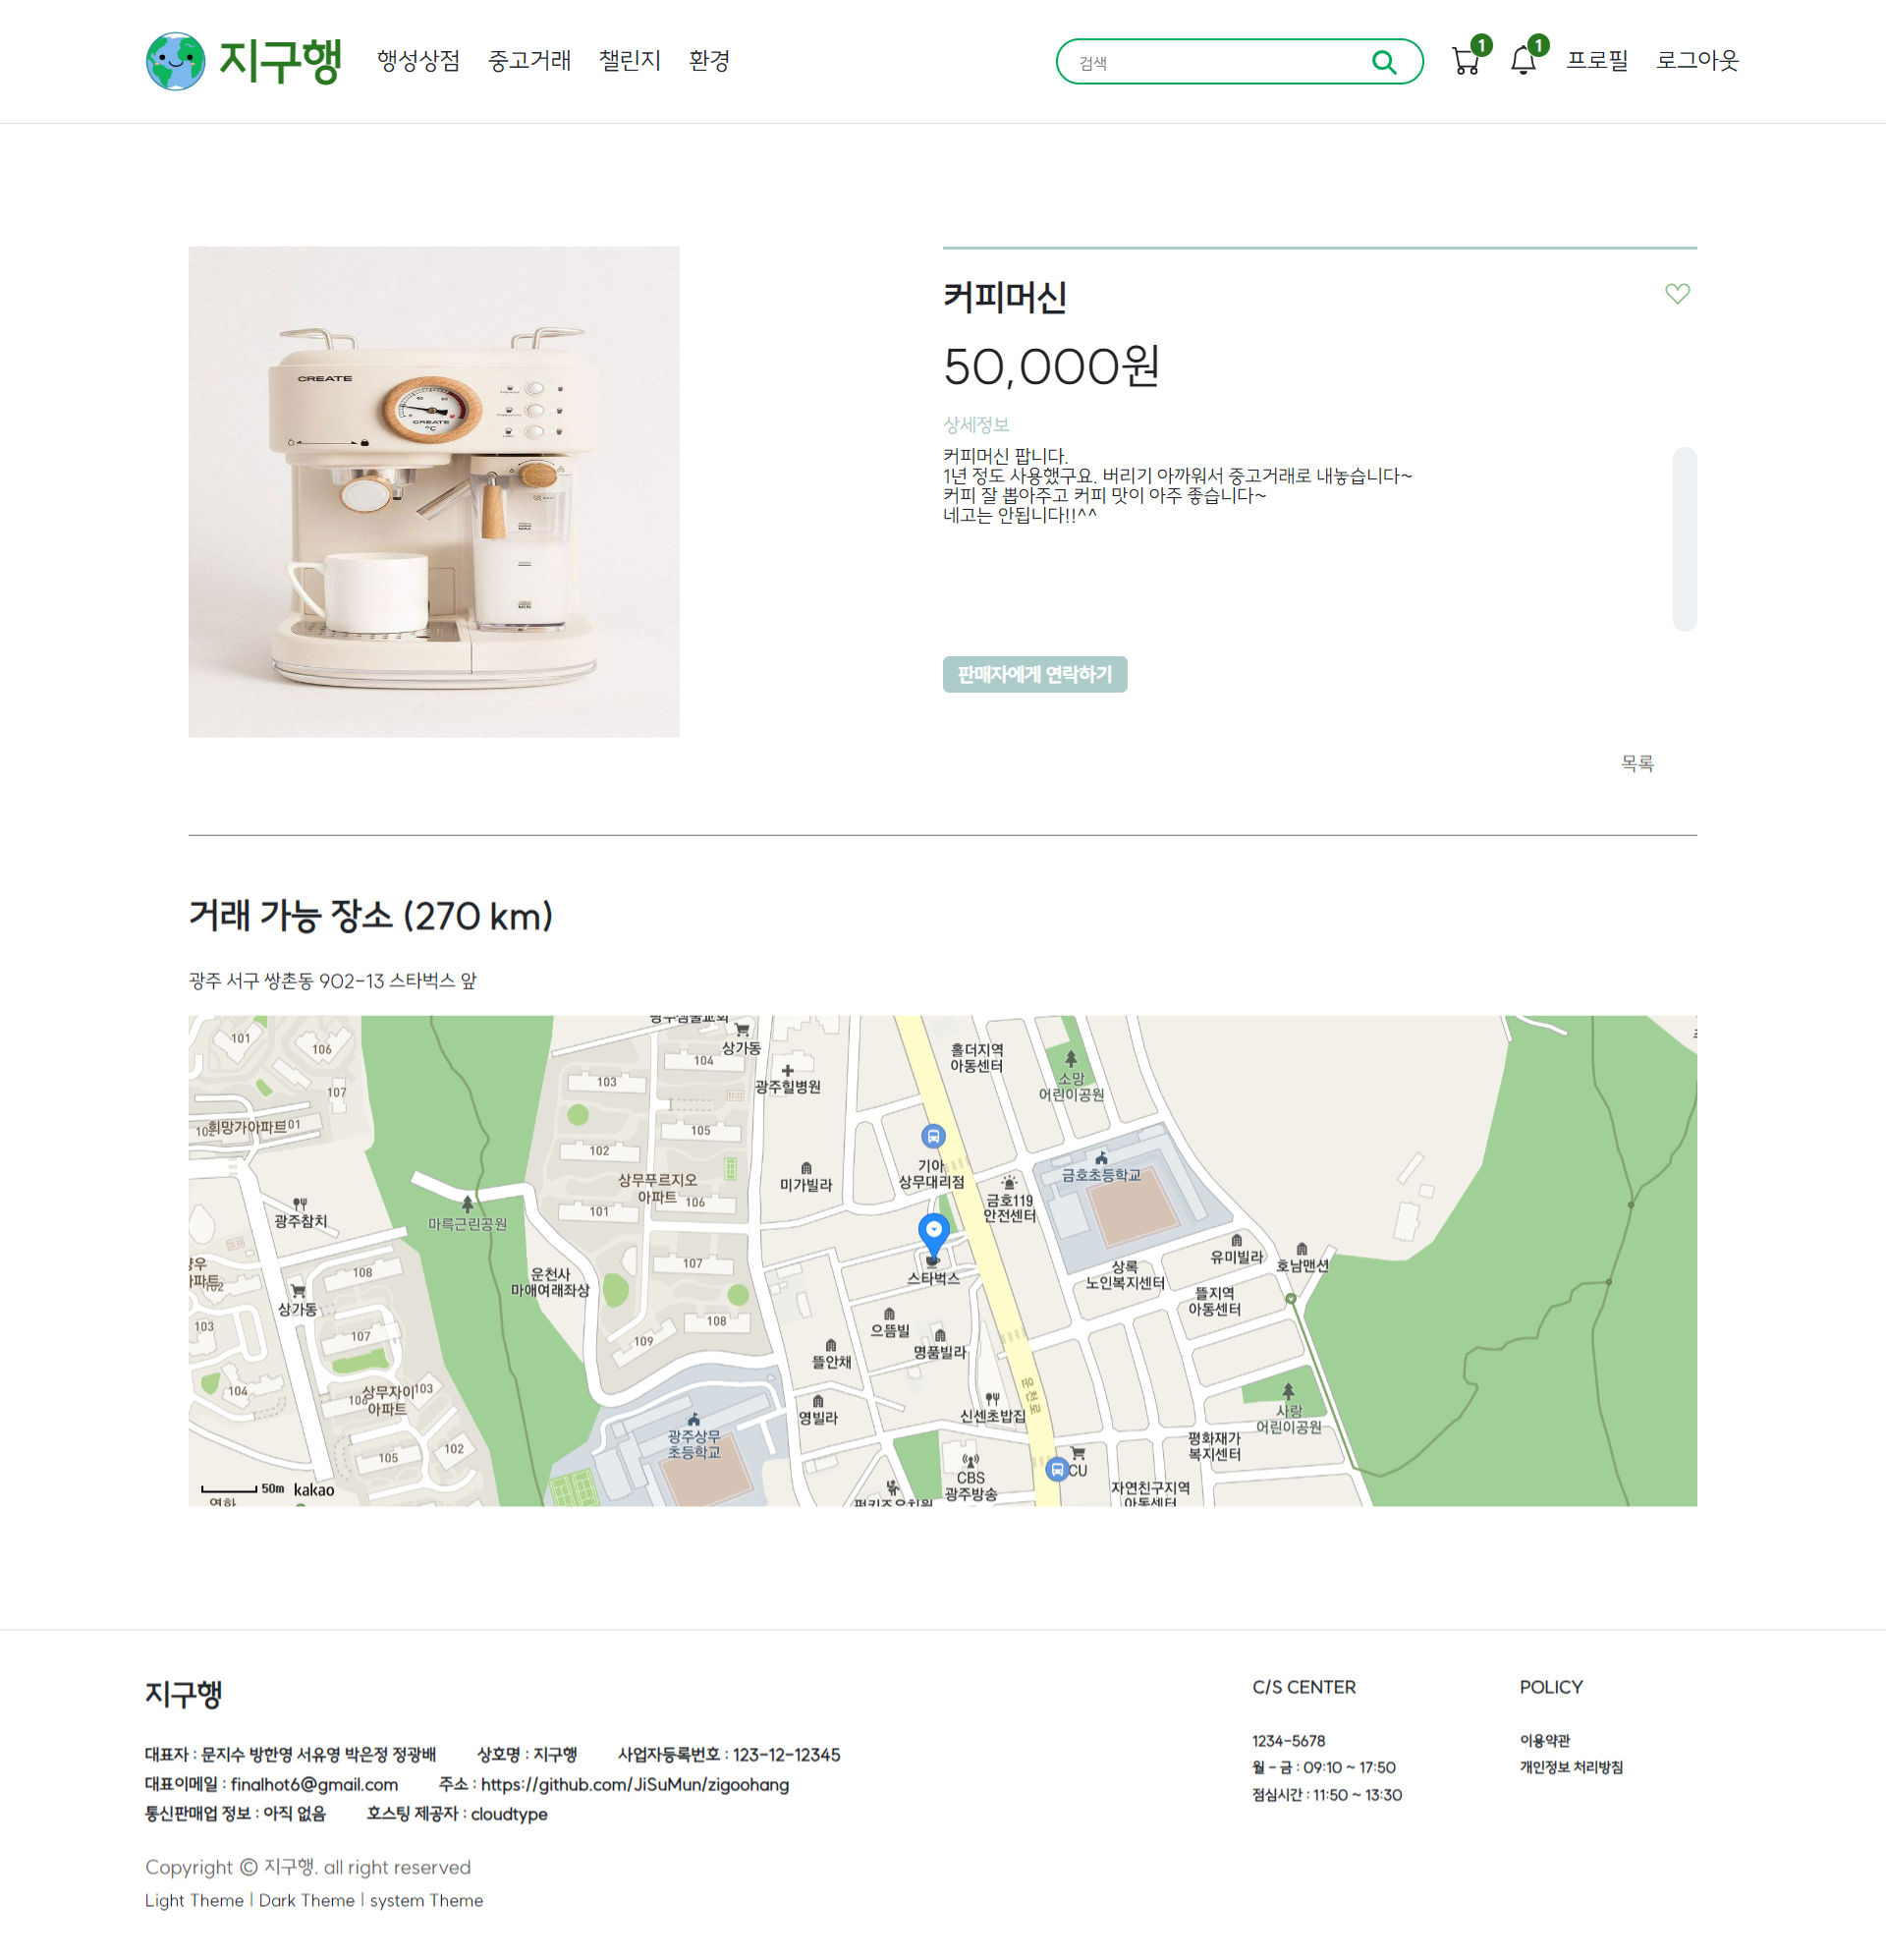 지구행 행성상점 중고거래 챌린지 환경 검색 1 1 프로필 로그아웃
커피머신
50,000원
상세정보
커피머신 팝니다.
1년 정도 사용했구요. 버리기 아까워서 중고거래로 내놓습니다~
커피 잘 뽑아주고 커피 맛이 아주 좋습니다~
네고는 안됩니다!!^^
판매자에게 연락하기
목록
CREATE
CREATE
°C
거래 가능 장소 (270 km)
광주 서구 쌍촌동 902-13 스타벅스 앞
101
106
107
희망가아파트
상가동
104
103
광주힐병원
홀더지역
아동센터
소망
어린이공원
105
102
상무푸르지오
아파트
106
101
미가빌라
기아
상무대리점
금호119
안전센터
금호초등학교
광주참치
마륵근린공원
107
108
운천사
마애여래좌상
스타벅스
상록
노인복지센터
유미빌라
호남맨션
상가동
뜰지역
아동센터
103
107
109
108
으뜸빌
명품빌라
뜰안채
104
상무자이
아파트
103
106
영빌라
신센초밥집
운천로
사랑
어린이공원
광주상무
초등학교
102
105
평화재가
복지센터
CU
CBS
광주방송
자연친구지역
아동센터
50m kakao
지구행
대표자 : 문지수 방한영 서유영 박은정 정광배 상호명 : 지구행 사업자등록번호 : 123-12-12345
대표이메일 : finalhot6@gmail.com 주소 : https://github.com/JiSuMun/zigoohang
통신판매업 정보 : 아직 없음 호스팅 제공자 : cloudtype
Copyright © 지구행. all right reserved
Light Theme | Dark Theme | system Theme
C/S CENTER
1234-5678
월 - 금 : 09:10 ~ 17:50
점심시간 : 11:50 ~ 13:30
POLICY
이용약관
개인정보 처리방침